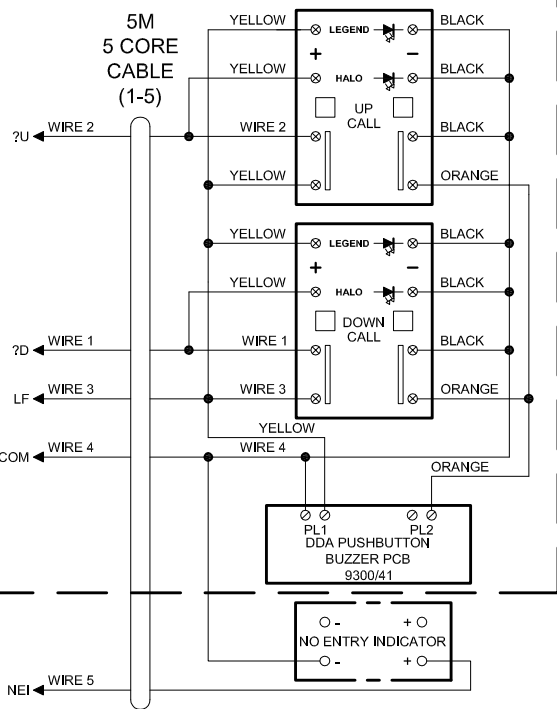 5M
5 CORE
CABLE
(1-5)
YELLOW
LEGEND
BLACK
+
-
YELLOW
HALO
BLACK
UP
CALL
?U
WIRE 2
WIRE 2
BLACK
YELLOW
ORANGE
YELLOW
LEGEND
BLACK
+
-
YELLOW
HALO
BLACK
DOWN
CALL
?D
WIRE 1
WIRE 1
BLACK
LF
WIRE 3
WIRE 3
ORANGE
YELLOW
COM
WIRE 4
WIRE 4
ORANGE
PL1
PL2
DDA PUSHBUTTON
BUZZER PCB
9300/41
-
+
NO ENTRY INDICATOR
-
+
NEI
WIRE 5